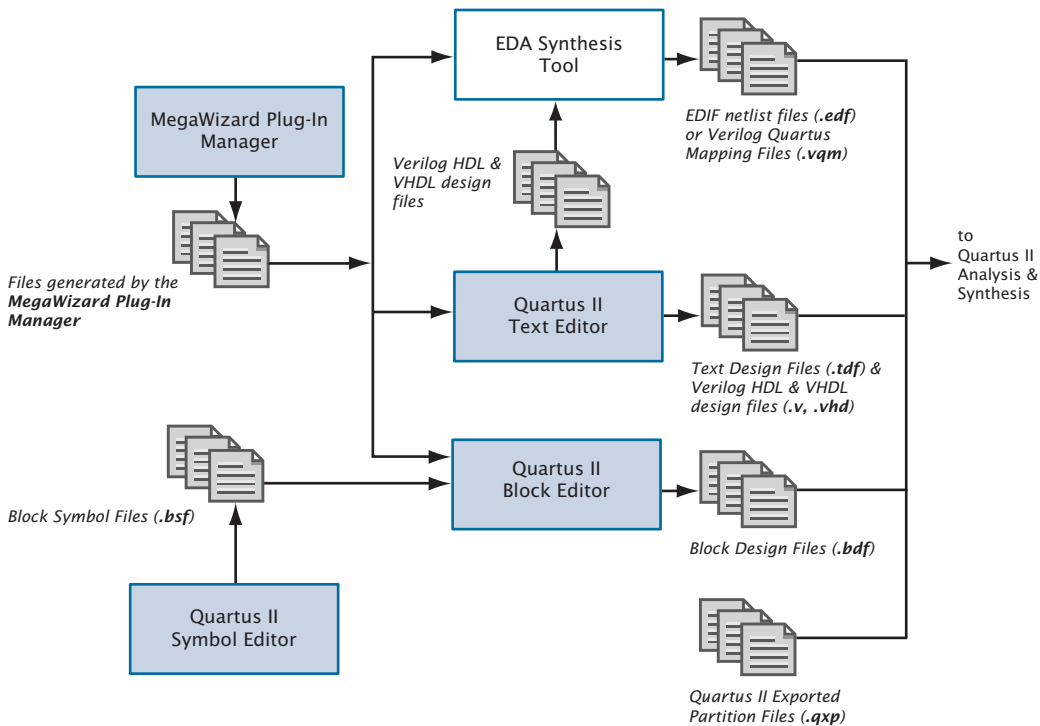 EDA Synthesis
Tool
EDIF netlist files (.edf)
or Verilog Quartus
Mapping Files (.vqm)
MegaWizard Plug-In
Manager
Verilog HDL &
VHDL design
files
Files generated by the
MegaWizard Plug-In
Manager
Quartus II
Text Editor
to
Quartus II
Analysis &
Synthesis
Text Design Files (.tdf) &
Verilog HDL & VHDL
design files (.v, .vhd)
Quartus II
Block Editor
Block Symbol Files (.bsf)
Block Design Files (.bdf)
Quartus II
Symbol Editor
Quartus II Exported
Partition Files (.qxp)